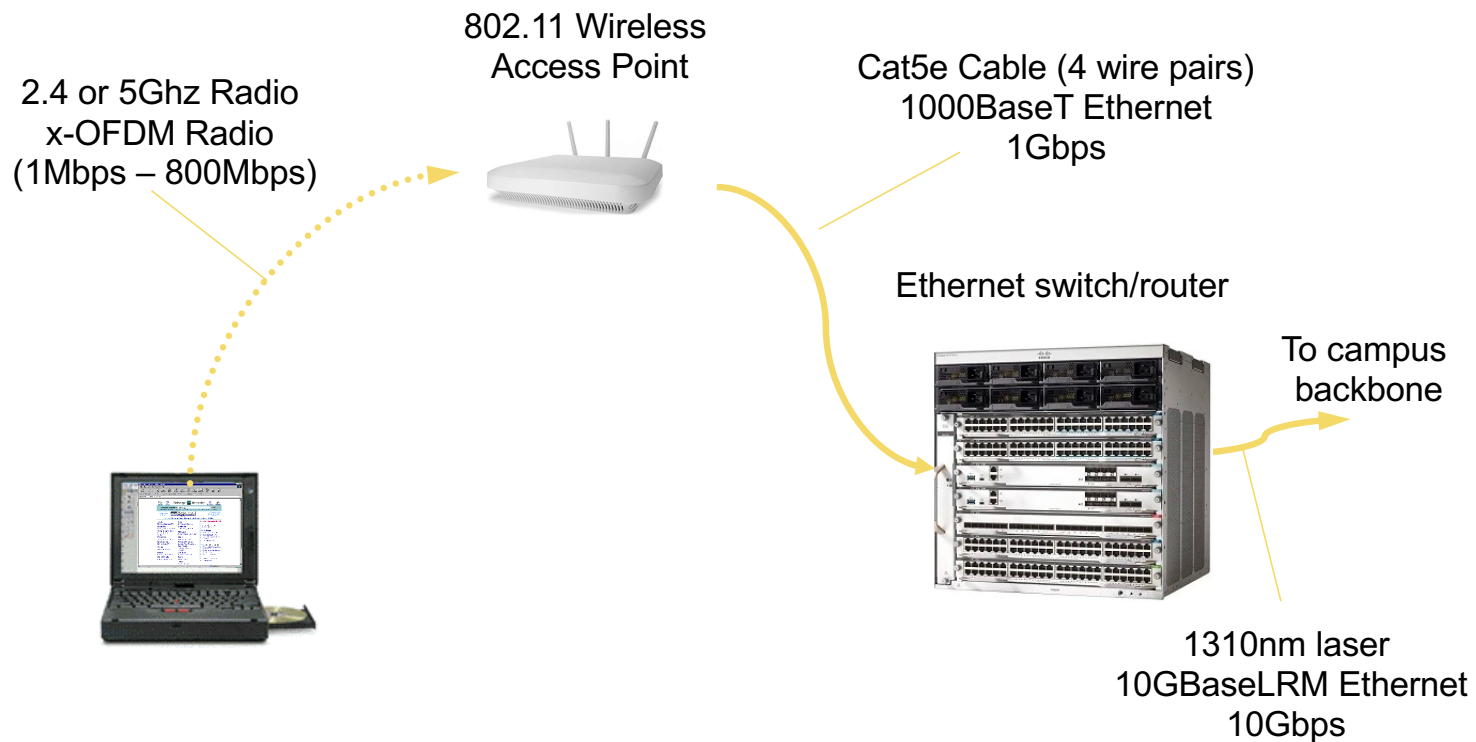 802.11 Wireless
Access Point
2.4 or 5Ghz Radio
x-OFDM Radio
(1Mbps – 800Mbps)
Cat5e Cable (4 wire pairs)
1000BaseT Ethernet
1Gbps
Ethernet switch/router
To campus
backbone
1310nm laser
10GBaseLRM Ethernet
10Gbps